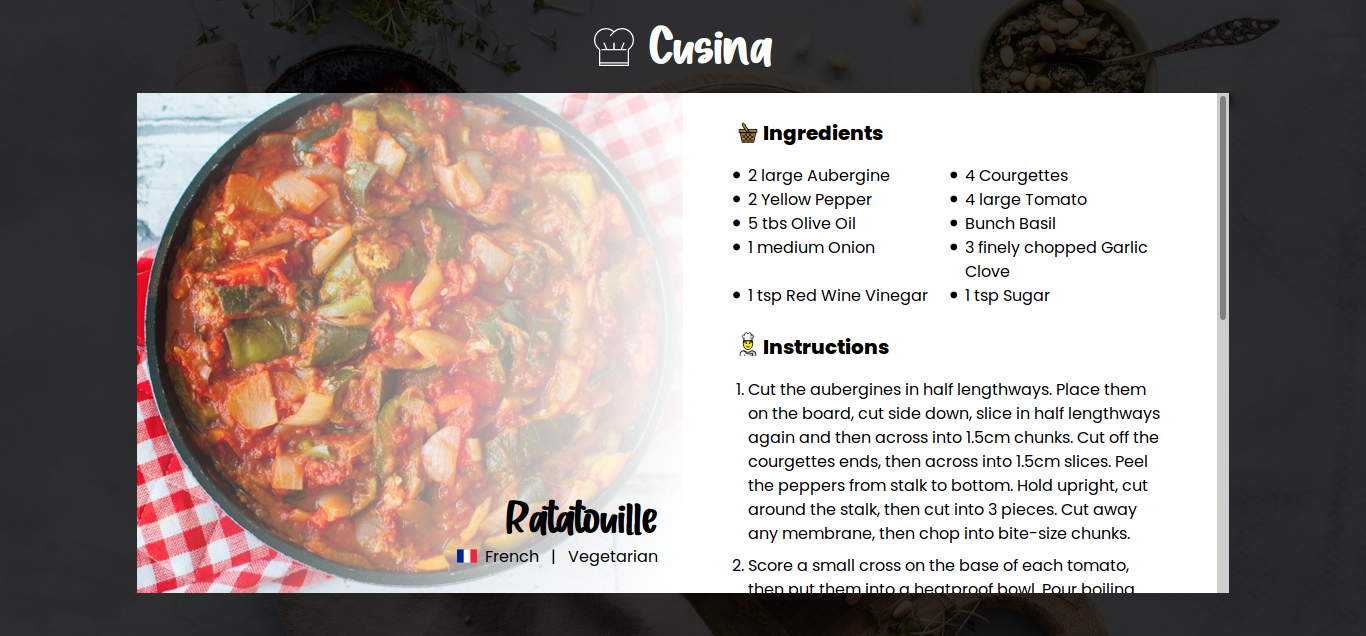 Cusina
Ingredients
• 2 large Aubergine
• 4 Courgettes
• 2 Yellow Pepper
• 4 large Tomato
• 5 tbs Olive Oil
• Bunch Basil
• 1 medium Onion
• 3 finely chopped Garlic
Clove
• 1 tsp Red Wine Vinegar
• 1 tsp Sugar
Instructions
1. Cut the aubergines in half lengthways. Place them
on the board, cut side down, slice in half lengthways
again and then across into 1.5cm chunks. Cut off the
courgettes ends, then across into 1.5cm slices. Peel
the peppers from stalk to bottom. Hold upright, cut
around the stalk, then cut into 3 pieces. Cut away
any membrane, then chop into bite-size chunks.
2. Score a small cross on the base of each tomato,
then put them into a heatproof bowl. Pour boiling
Ratatouille
French | Vegetarian